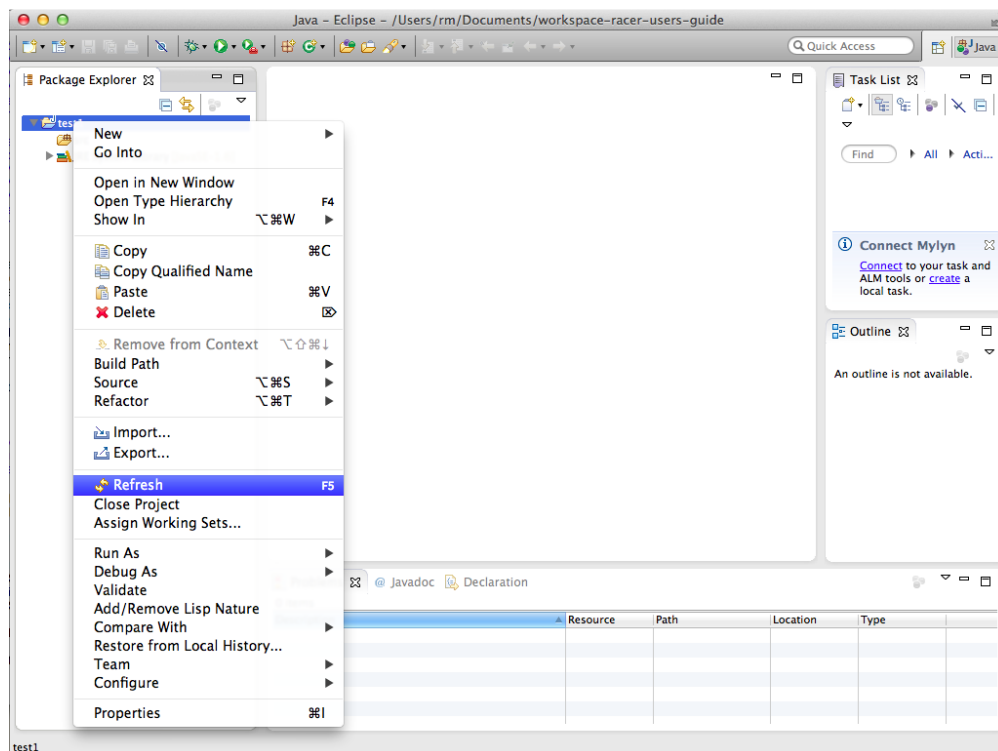 Java – Eclipse – /Users/rm/Documents/workspace-racer-users-guide
Quick Access
Java
Package Explorer
test1
New
Go Into
Open in New Window
Open Type Hierarchy F4
Show In ⌥⌘W
Copy ⌘C
Copy Qualified Name
Paste ⌘V
Delete ⌦
Remove from Context ⌥⇧⌘↓
Build Path
Source ⌥⌘S
Refactor ⌥⌘T
Import...
Export...
Refresh F5
Close Project
Assign Working Sets...
Run As
Debug As
Validate
Add/Remove Lisp Nature
Compare With
Restore from Local History...
Team
Configure
Properties ⌘I
Task List
Find All Acti...
Connect Mylyn
Connect to your task and
ALM tools or create a
local task.
Outline
An outline is not available.
@ Javadoc Declaration
Resource Path Location Type
test1